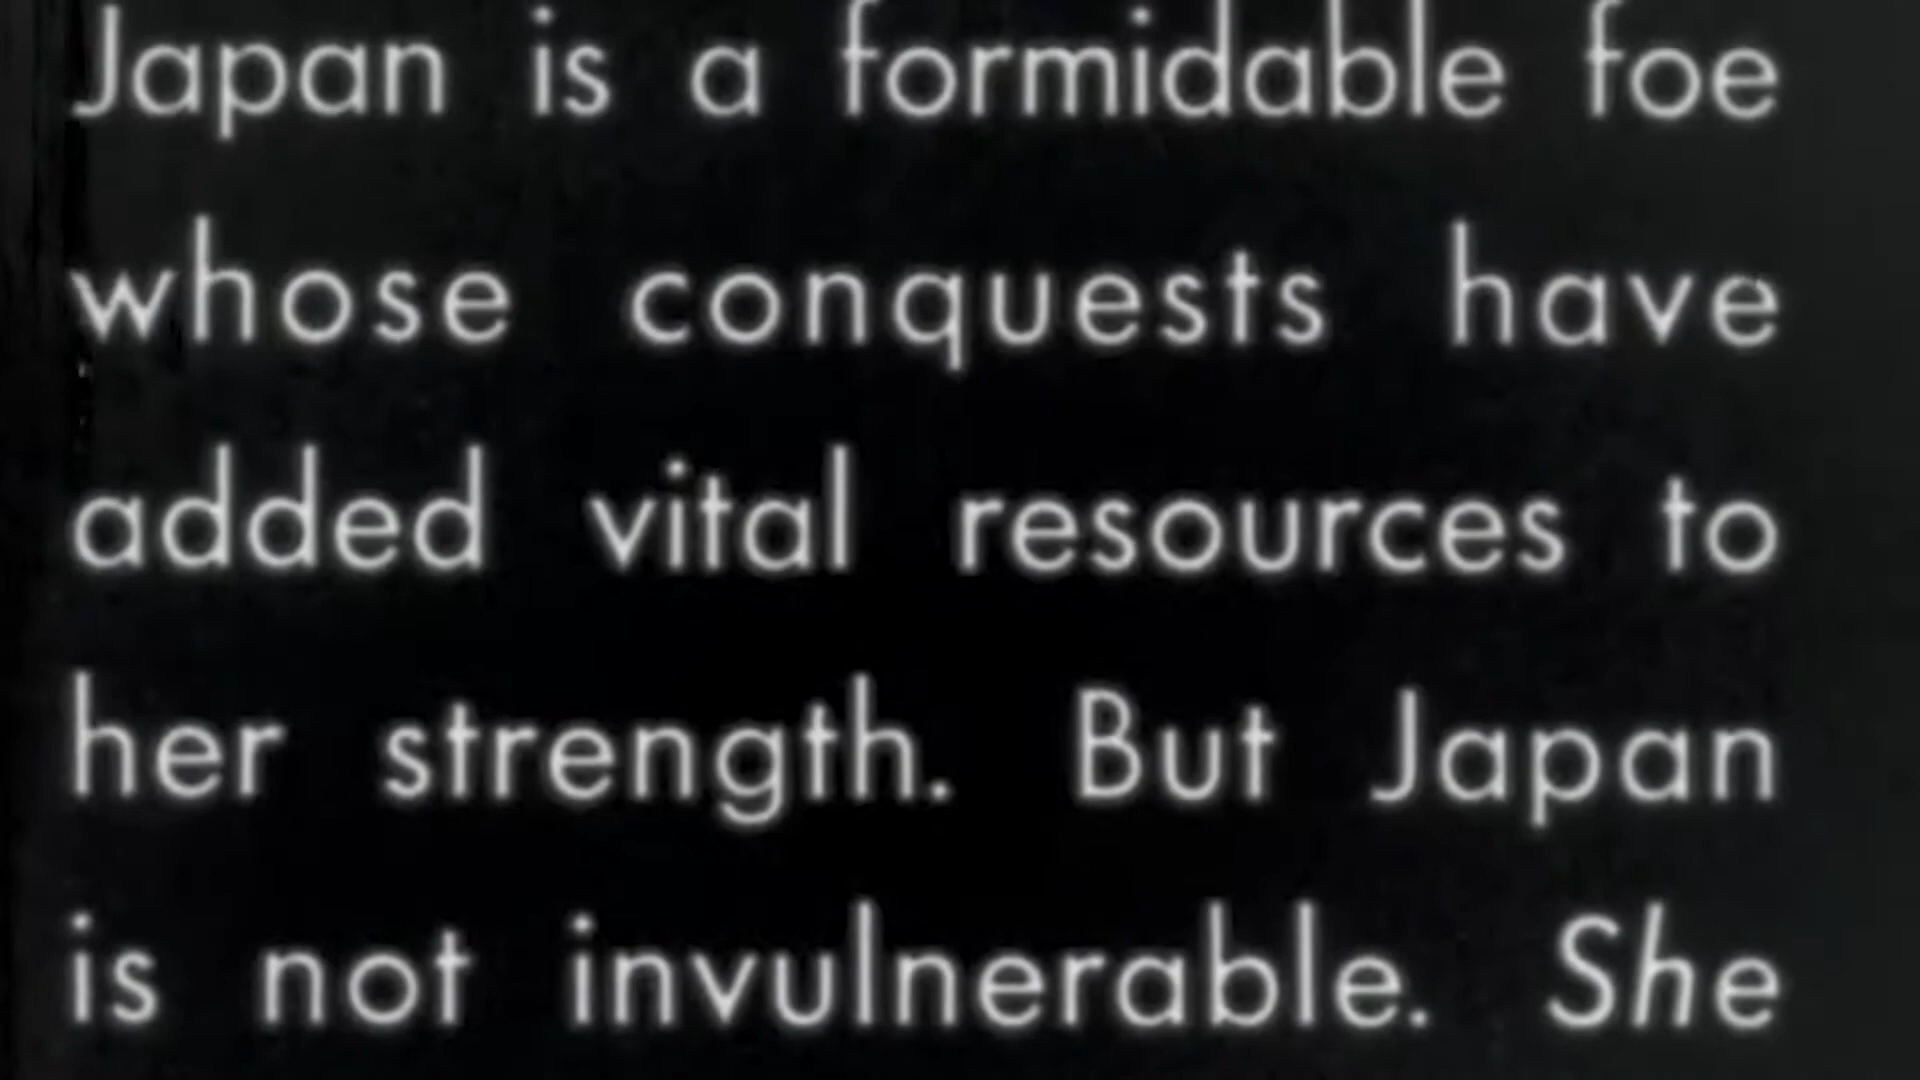 Japan is a formidable foe
whose conquests have
added vital resources to
her strength. But Japan
is not invulnerable. She